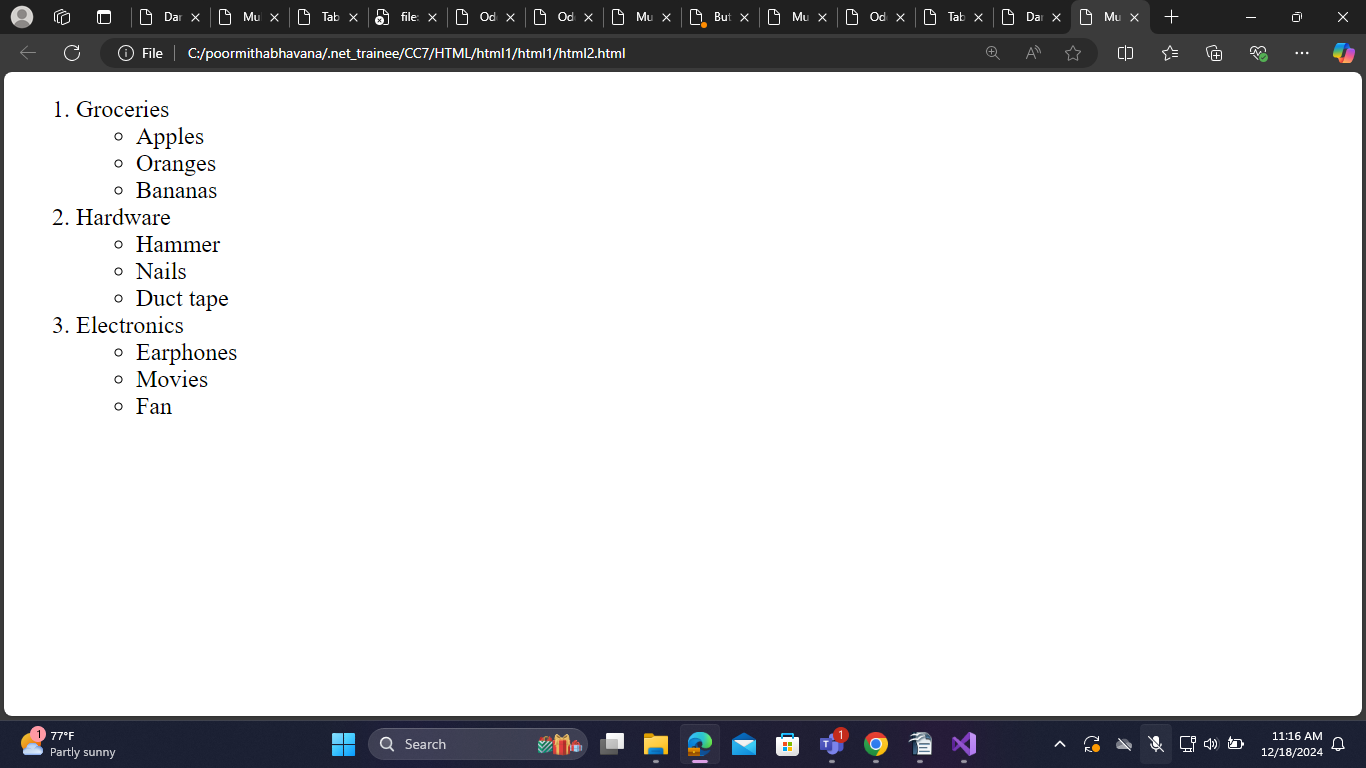 Dar
Mu
Tab
file:
Od
Od
Mu
But
Mu
Od
Tab
Dar
Mu
File
C:/poormithabhavana/.net_trainee/CC7/HTML/html1/html1/html2.html
1. Groceries
Apples
Oranges
Bananas
2. Hardware
Hammer
Nails
Duct tape
3. Electronics
Earphones
Movies
Fan
1
77°F
Partly sunny
Search
1
11:16 AM
12/18/2024